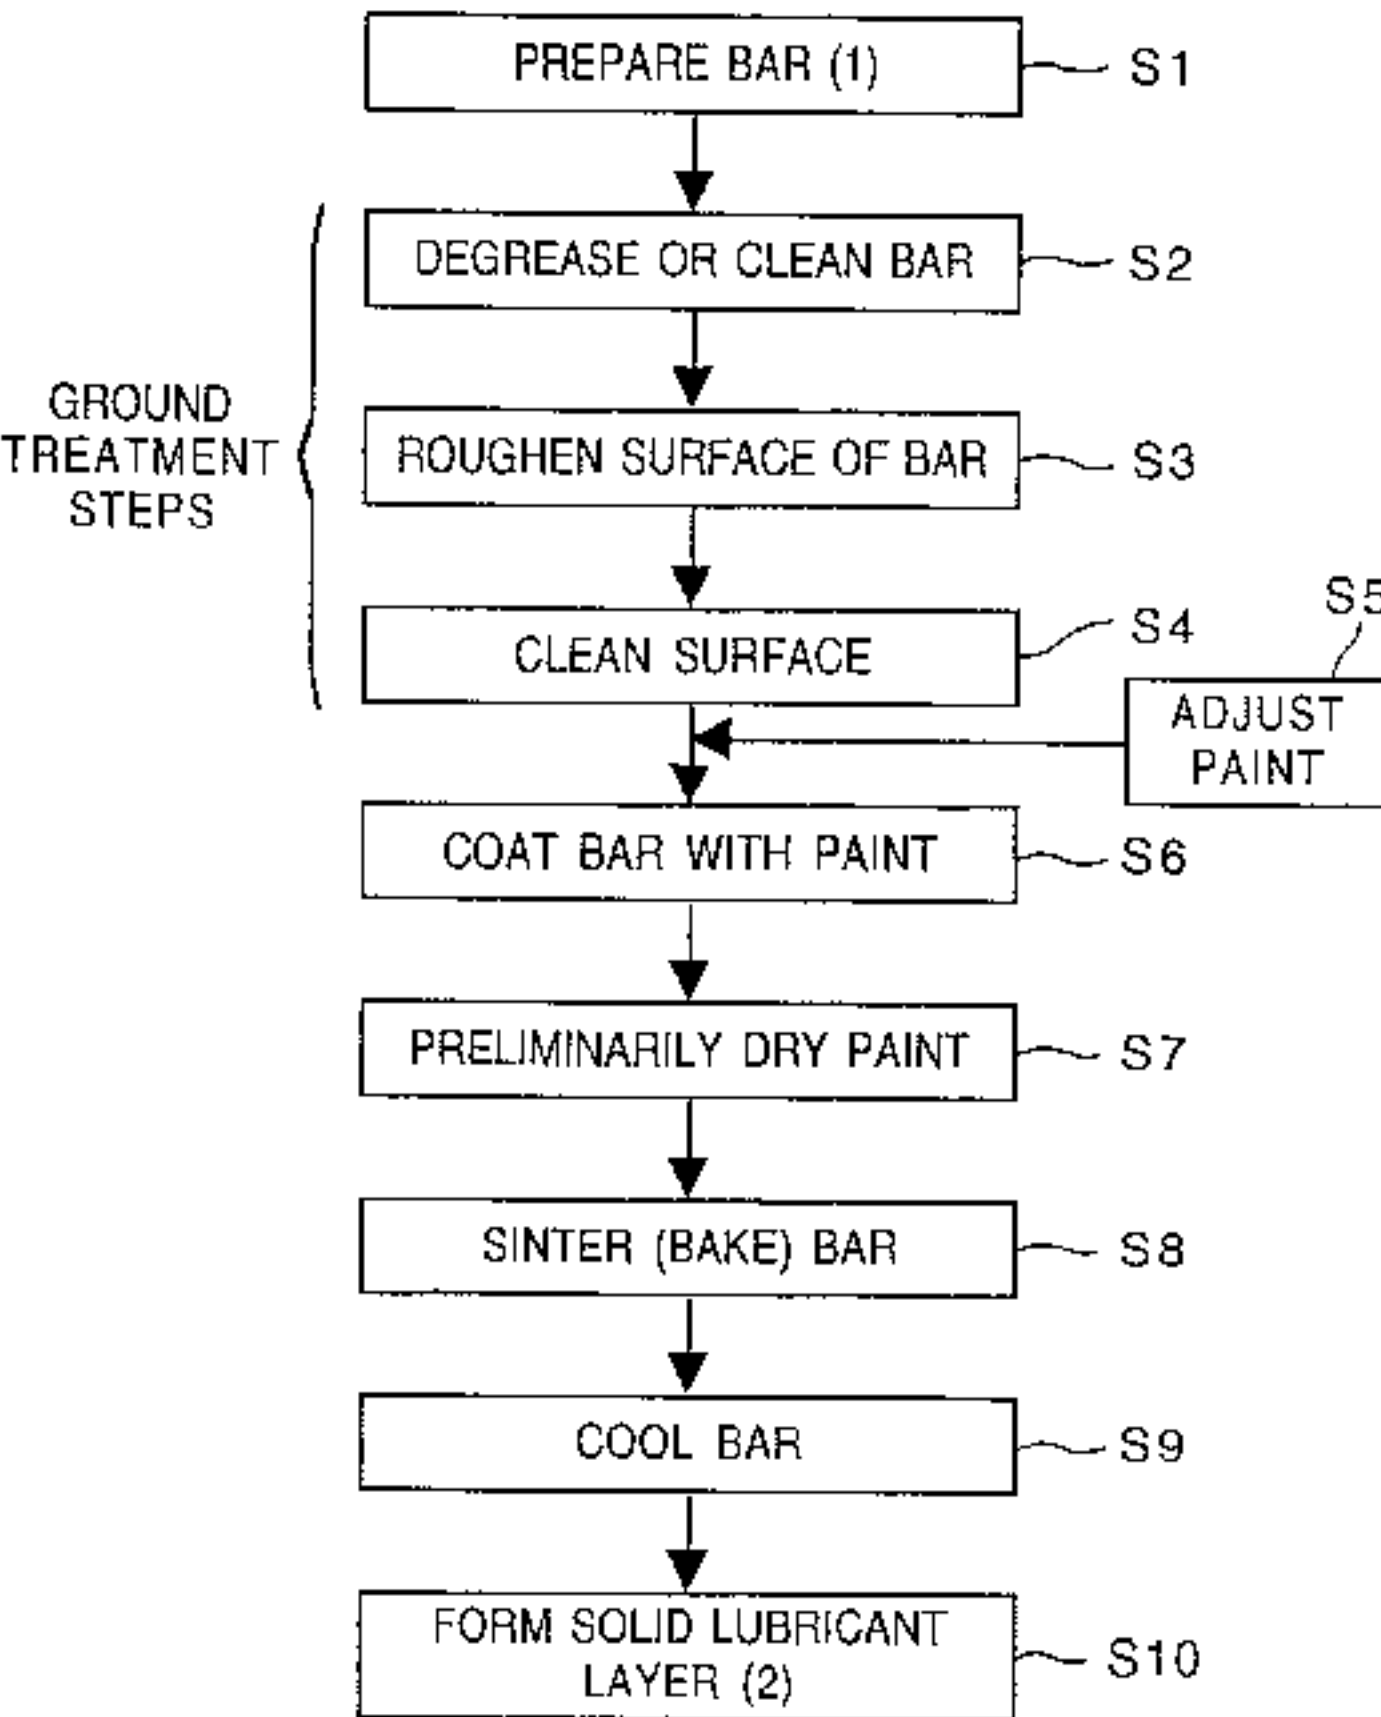 PREPARE BAR (1) S1
DEGREASE OR CLEAN BAR S2
GROUND
TREATMENT
STEPS
ROUGHEN SURFACE OF BAR S3
CLEAN SURFACE S4
S5
ADJUST
PAINT
COAT BAR WITH PAINT S6
PRELIMINARILY DRY PAINT S7
SINTER (BAKE) BAR S8
COOL BAR S9
FORM SOLID LUBRICANT
LAYER (2) S10